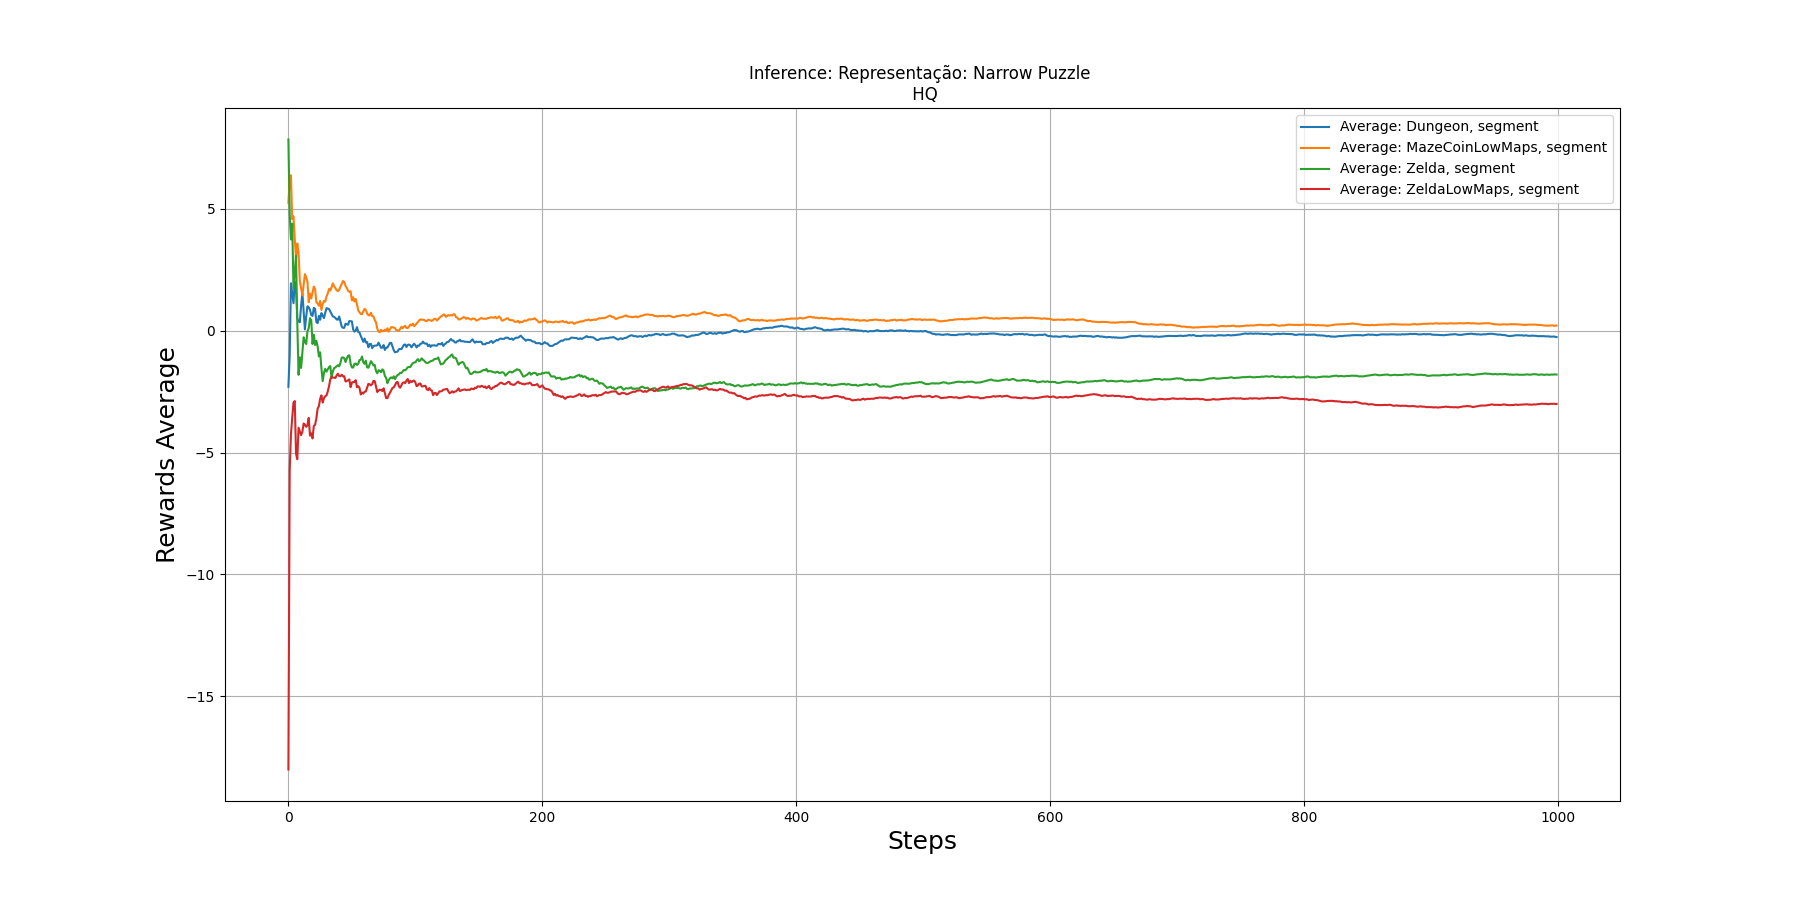 Inference: Representação: Narrow Puzzle
HQ
Average: Dungeon, segment
Average: MazeCoinLowMaps, segment
Average: Zelda, segment
Average: ZeldaLowMaps, segment
Rewards Average
5
0
−5
−10
−15
0 200 400 600 800 1000
Steps